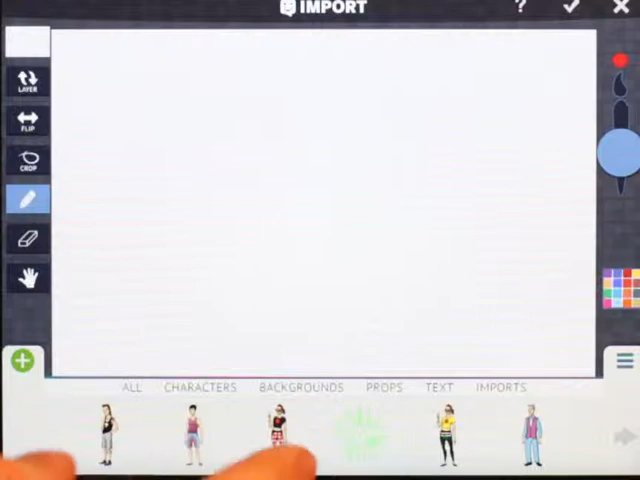 IMPORT
?
LAYER
FLIP
CROP
ALL CHARACTERS BACKGROUNDS PROPS TEXT IMPORTS